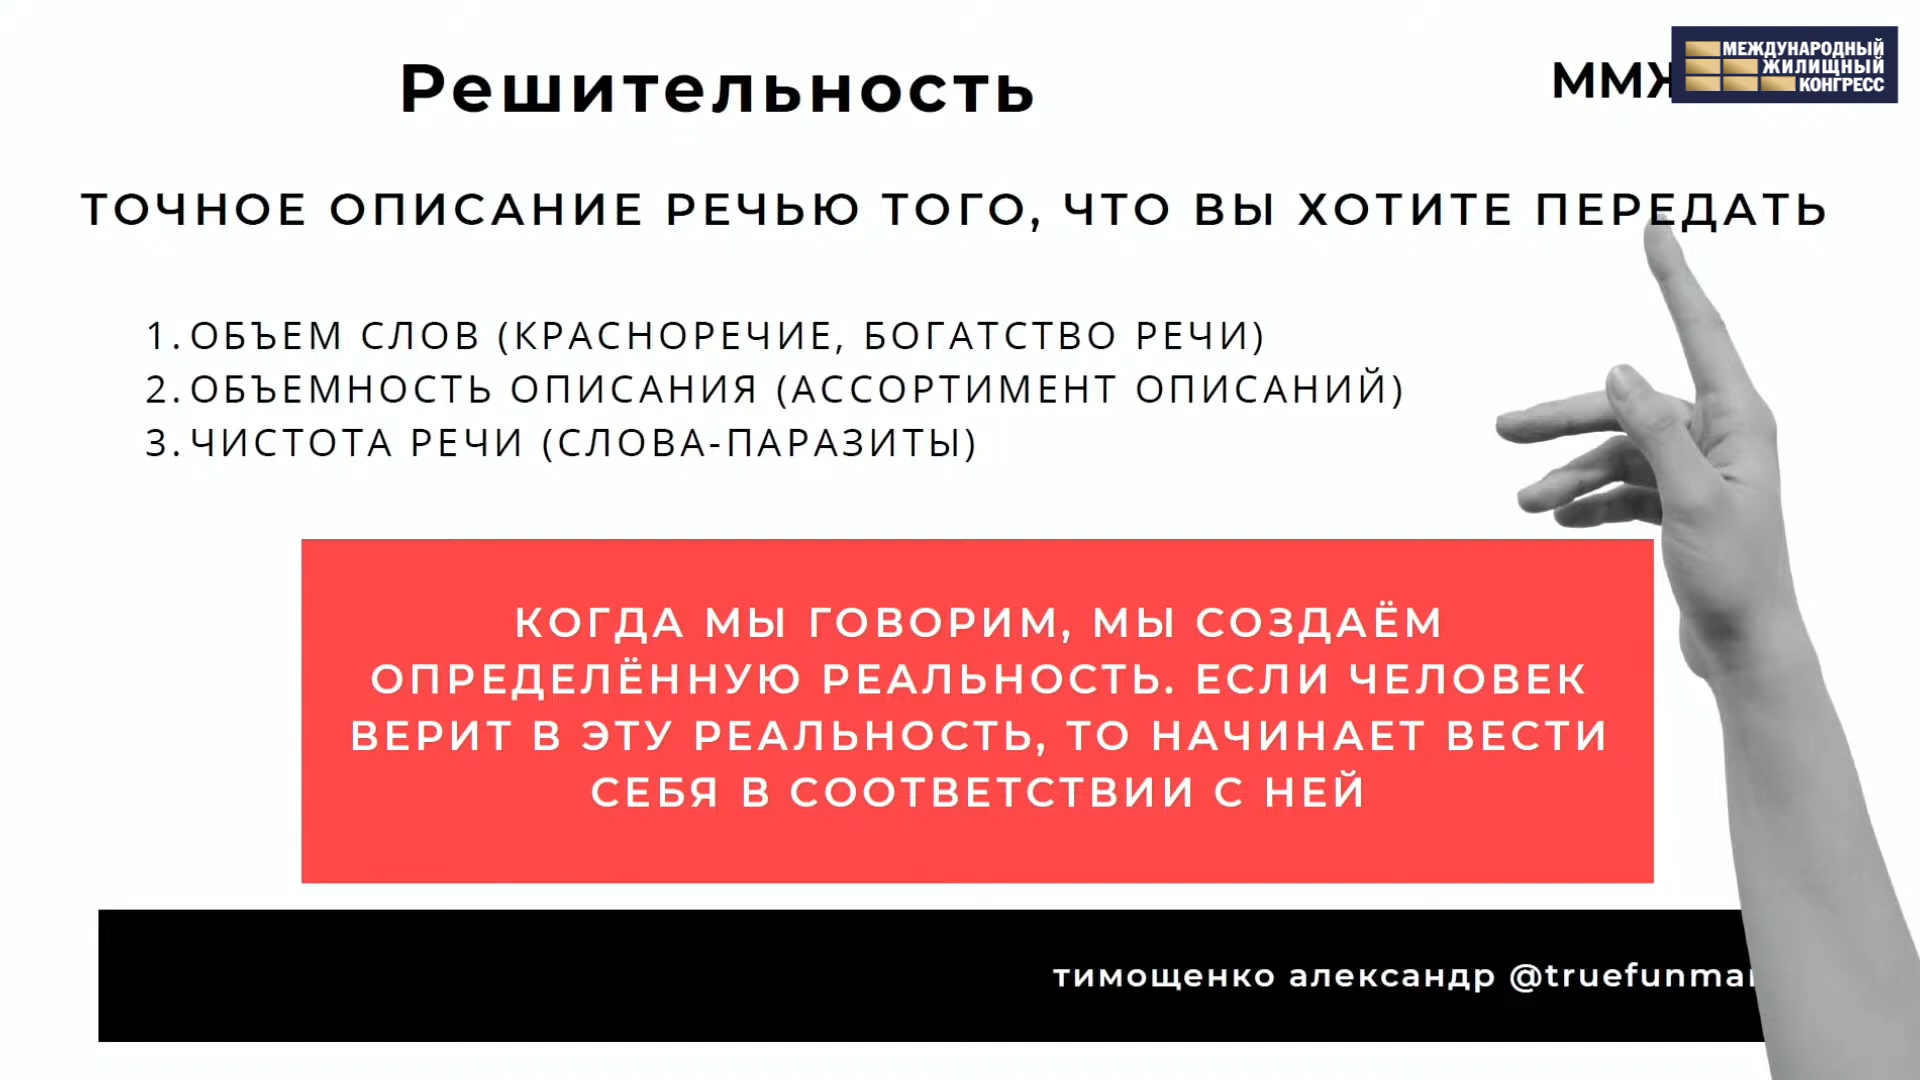 Решительность
МЕЖДУНАРОДНЫЙ
ЖИЛИЩНЫЙ
КОНГРЕСС
ТОЧНОЕ ОПИСАНИЕ РЕЧЬЮ ТОГО, ЧТО ВЫ ХОТИТЕ ПЕРЕДАТЬ
1. ОБЪЕМ СЛОВ (КРАСНОРЕЧИЕ, БОГАТСТВО РЕЧИ)
2. ОБЪЕМНОСТЬ ОПИСАНИЯ (АССОРТИМЕНТ ОПИСАНИЙ)
3. ЧИСТОТА РЕЧИ (СЛОВА-ПАРАЗИТЫ)
КОГДА МЫ ГОВОРИМ, МЫ СОЗДАЁМ
ОПРЕДЕЛЁННУЮ РЕАЛЬНОСТЬ. ЕСЛИ ЧЕЛОВЕК
ВЕРИТ В ЭТУ РЕАЛЬНОСТЬ, ТО НАЧИНАЕТ ВЕСТИ
СЕБЯ В СООТВЕТСТВИИ С НЕЙ
тимощенко александр